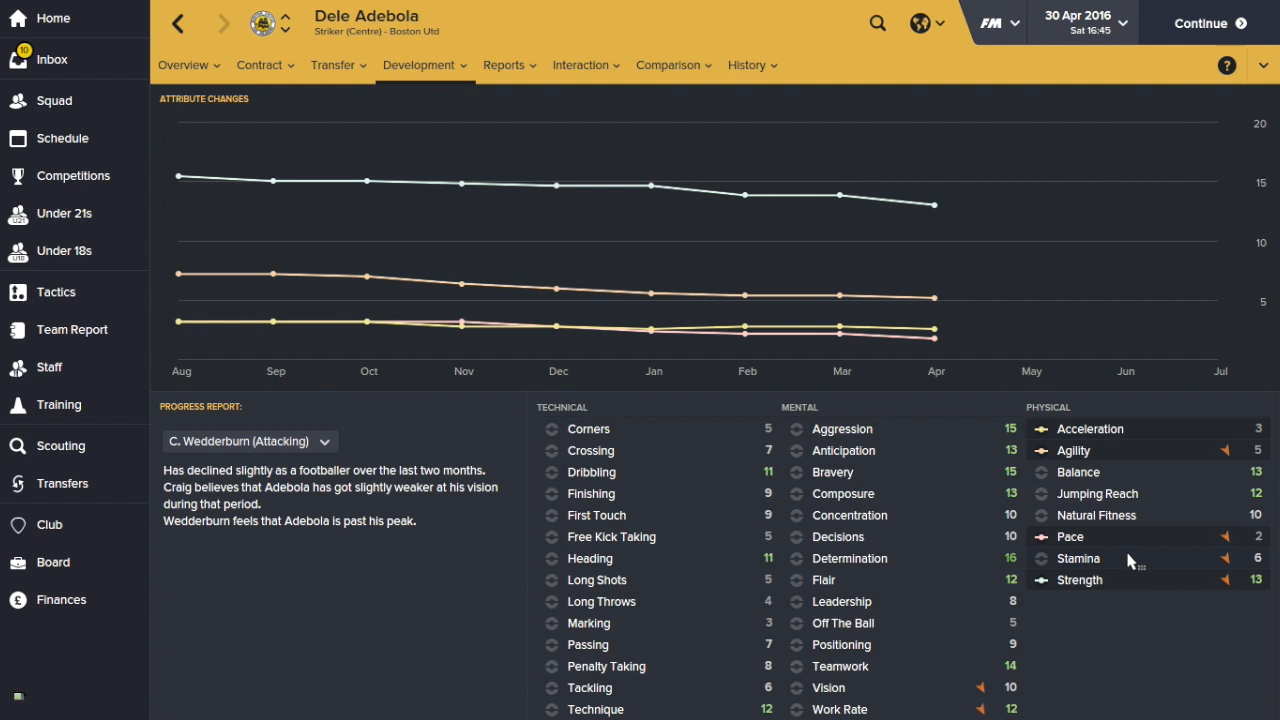 Home
10
Inbox
Squad
Schedule
Competitions
U21
Under 21s
U18
Under 18s
Tactics
Team Report
Staff
Training
Scouting
Transfers
Club
Board
Finances
Dele Adebola
Striker (Centre) - Boston Utd
FM
30 Apr 2016
Sat 16:45
Continue
Overview
Contract
Transfer
Development
Reports
Interaction
Comparison
History
?
ATTRIBUTE CHANGES
20
15
10
5
Aug Sep Oct Nov Dec Jan Feb Mar Apr May Jun Jul
PROGRESS REPORT:
C. Wedderburn (Attacking)
Has declined slightly as a footballer over the last two months.
Craig believes that Adebola has got slightly weaker at his vision
during that period.
Wedderburn feels that Adebola is past his peak.
TECHNICAL
Corners 5
Crossing 7
Dribbling 11
Finishing 9
First Touch 9
Free Kick Taking 5
Heading 11
Long Shots 5
Long Throws 4
Marking 3
Passing 7
Penalty Taking 8
Tackling 6
Technique 12
MENTAL
Aggression 15
Anticipation 13
Bravery 15
Composure 13
Concentration 10
Decisions 10
Determination 16
Flair 12
Leadership 8
Off The Ball 5
Positioning 9
Teamwork 14
Vision 10
Work Rate 12
PHYSICAL
Acceleration 3
Agility 5
Balance 13
Jumping Reach 12
Natural Fitness 10
Pace 2
Stamina 6
Strength 13